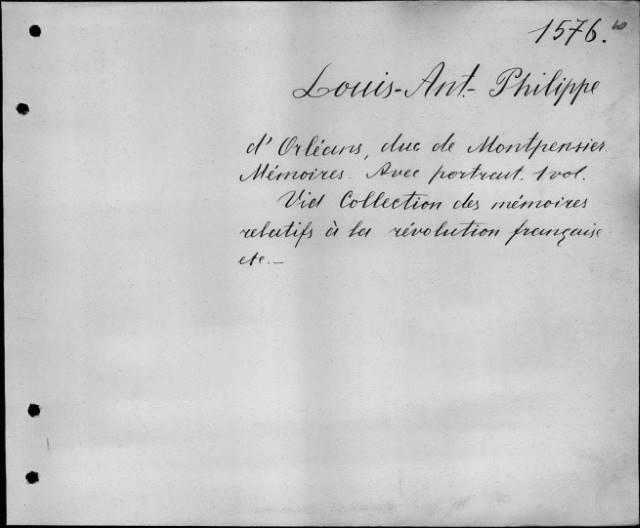 1576.
Louis-Ant.- Philippe
d'Orléans, duc de Montpensier
Mémoires. Avec portrait. 1 vol.
Vid Collection des mémoires
relatifs à la révolution française
etc.—